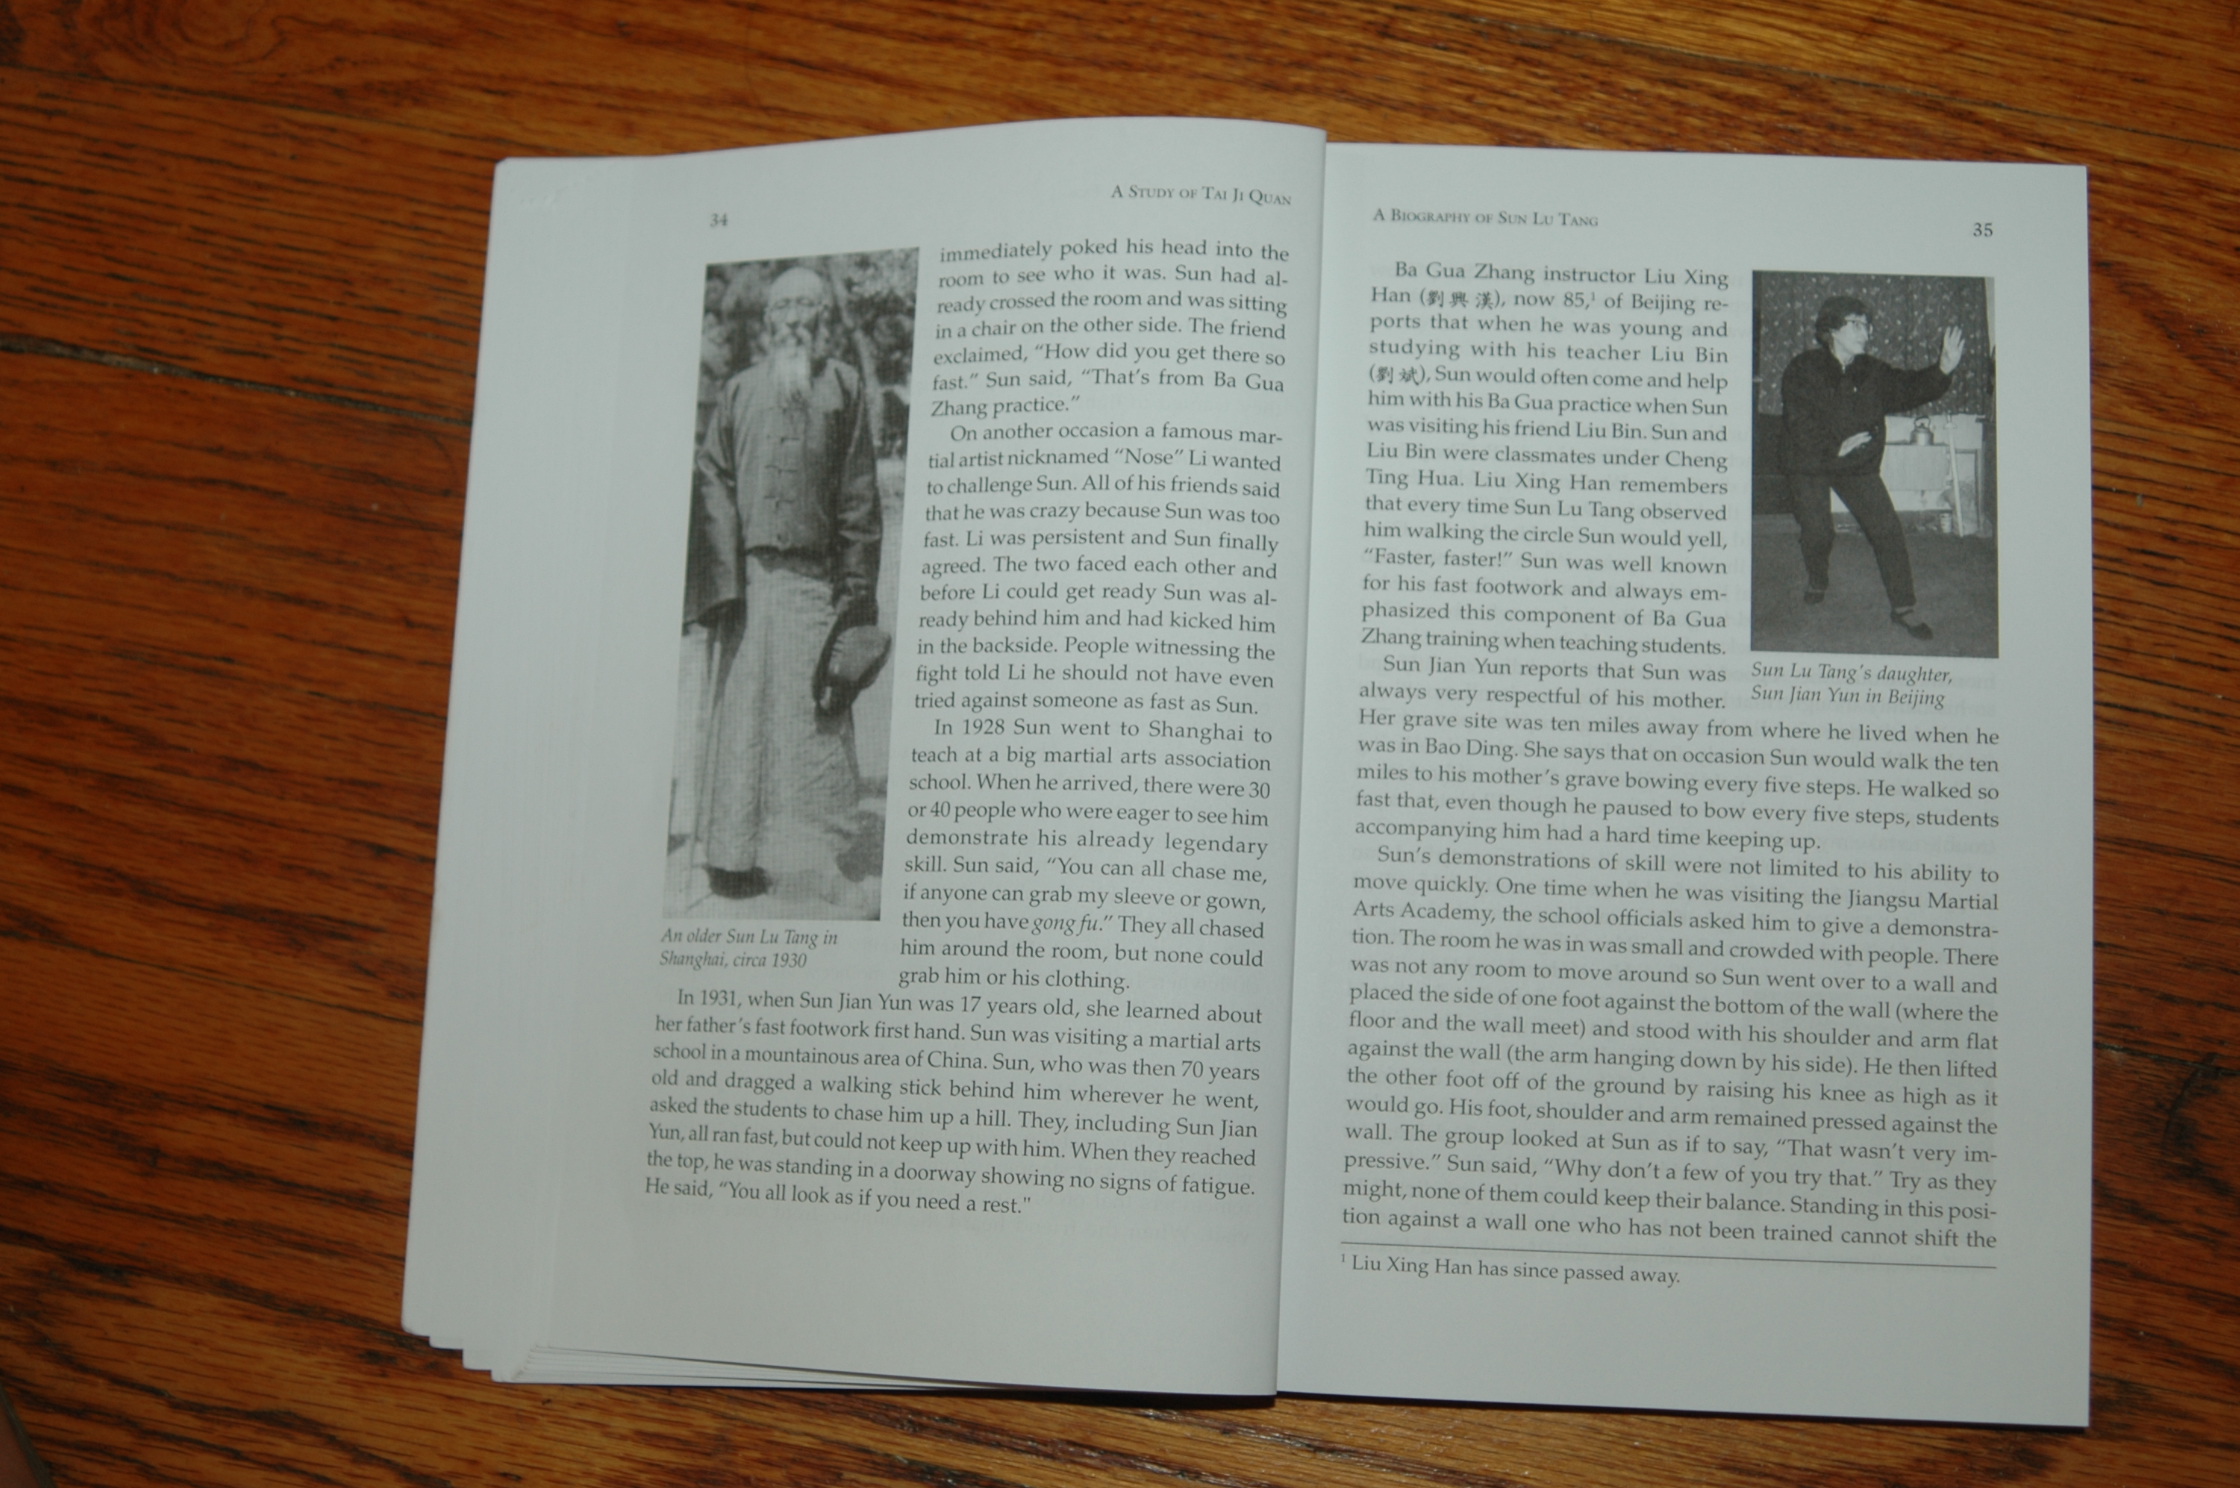 34
A Study of Tai Ji Quan
immediately poked his head into the
room to see who it was. Sun had al-
ready crossed the room and was sitting
in a chair on the other side. The friend
exclaimed, “How did you get there so
fast.” Sun said, “That’s from Ba Gua
Zhang practice.”
On another occasion a famous mar-
tial artist nicknamed “Nose” Li wanted
to challenge Sun. All of his friends said
that he was crazy because Sun was too
fast. Li was persistent and Sun finally
agreed. The two faced each other and
before Li could get ready Sun was al-
ready behind him and had kicked him
in the backside. People witnessing the
fight told Li he should not have even
tried against someone as fast as Sun.
In 1928 Sun went to Shanghai to
teach at a big martial arts association
school. When he arrived, there were 30
or 40 people who were eager to see him
demonstrate his already legendary
skill. Sun said, “You can all chase me,
if anyone can grab my sleeve or gown,
then you have gong fu.” They all chased
him around the room, but none could
grab him or his clothing.
An older Sun Lu Tang in
Shanghai, circa 1930
In 1931, when Sun Jian Yun was 17 years old, she learned about
her father’s fast footwork first hand. Sun was visiting a martial arts
school in a mountainous area of China. Sun, who was then 70 years
old and dragged a walking stick behind him wherever he went,
asked the students to chase him up a hill. They, including Sun Jian
Yun, all ran fast, but could not keep up with him. When they reached
the top, he was standing in a doorway showing no signs of fatigue.
He said, “You all look as if you need a rest."
A Biography of Sun Lu Tang
35
Ba Gua Zhang instructor Liu Xing
Han (劉興漢), now 85,¹ of Beijing re-
ports that when he was young and
studying with his teacher Liu Bin
(劉斌), Sun would often come and help
him with his Ba Gua practice when Sun
was visiting his friend Liu Bin. Sun and
Liu Bin were classmates under Cheng
Ting Hua. Liu Xing Han remembers
that every time Sun Lu Tang observed
him walking the circle Sun would yell,
“Faster, faster!” Sun was well known
for his fast footwork and always em-
phasized this component of Ba Gua
Zhang training when teaching students.
Sun Jian Yun reports that Sun was
always very respectful of his mother.
Sun Lu Tang’s daughter,
Sun Jian Yun in Beijing
Her grave site was ten miles away from where he lived when he
was in Bao Ding. She says that on occasion Sun would walk the ten
miles to his mother’s grave bowing every five steps. He walked so
fast that, even though he paused to bow every five steps, students
accompanying him had a hard time keeping up.
Sun’s demonstrations of skill were not limited to his ability to
move quickly. One time when he was visiting the Jiangsu Martial
Arts Academy, the school officials asked him to give a demonstra-
tion. The room he was in was small and crowded with people. There
was not any room to move around so Sun went over to a wall and
placed the side of one foot against the bottom of the wall (where the
floor and the wall meet) and stood with his shoulder and arm flat
against the wall (the arm hanging down by his side). He then lifted
the other foot off of the ground by raising his knee as high as it
would go. His foot, shoulder and arm remained pressed against the
wall. The group looked at Sun as if to say, “That wasn’t very im-
pressive.” Sun said, “Why don’t a few of you try that.” Try as they
might, none of them could keep their balance. Standing in this posi-
tion against a wall one who has not been trained cannot shift the
¹ Liu Xing Han has since passed away.